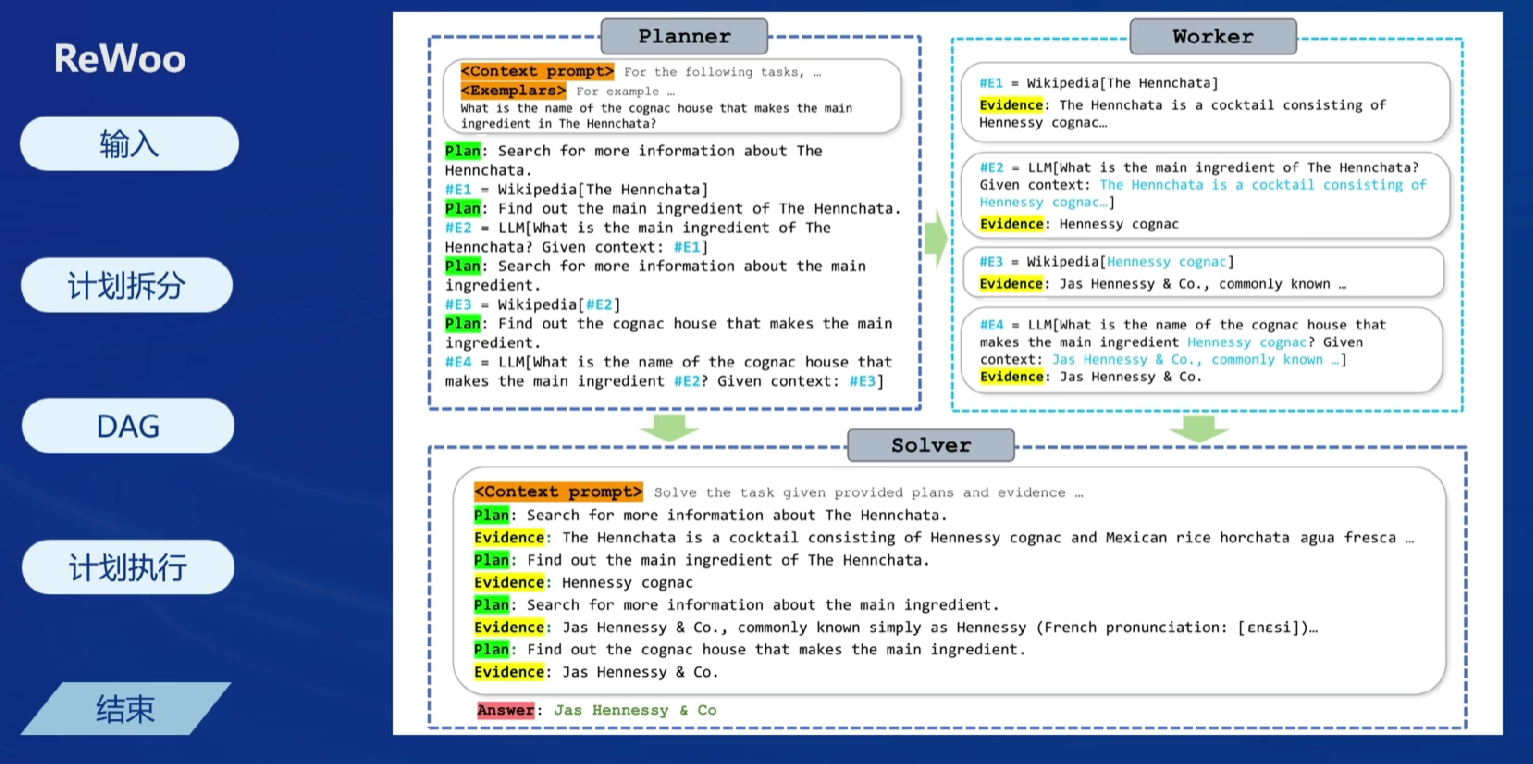 ReWoo
输入
计划拆分
DAG
计划执行
结束
Planner
<Context prompt> For the following tasks, …
<Exemplars> For example …
What is the name of the cognac house that makes the main
ingredient in The Hennchata?
Plan: Search for more information about The
Hennchata.
#E1 = Wikipedia[The Hennchata]
Plan: Find out the main ingredient of The Hennchata.
#E2 = LLM[What is the main ingredient of The
Hennchata? Given context: #E1]
Plan: Search for more information about the main
ingredient.
#E3 = Wikipedia[#E2]
Plan: Find out the cognac house that makes the main
ingredient.
#E4 = LLM[What is the name of the cognac house that
makes the main ingredient #E2? Given context: #E3]
Worker
#E1 = Wikipedia[The Hennchata]
Evidence: The Hennchata is a cocktail consisting of
Hennessy cognac…
#E2 = LLM[What is the main ingredient of The Hennchata?
Given context: The Hennchata is a cocktail consisting of
Hennessy cognac…]
Evidence: Hennessy cognac
#E3 = Wikipedia[Hennessy cognac]
Evidence: Jas Hennessy & Co., commonly known …
#E4 = LLM[What is the name of the cognac house that
makes the main ingredient Hennessy cognac? Given
context: Jas Hennessy & Co., commonly known …]
Evidence: Jas Hennessy & Co.
Solver
<Context prompt> Solve the task given provided plans and evidence …
Plan: Search for more information about The Hennchata.
Evidence: The Hennchata is a cocktail consisting of Hennessy cognac and Mexican rice horchata agua fresca …
Plan: Find out the main ingredient of The Hennchata.
Evidence: Hennessy cognac
Plan: Search for more information about the main ingredient.
Evidence: Jas Hennessy & Co., commonly known simply as Hennessy (French pronunciation: [ɛnɛsi])…
Plan: Find out the cognac house that makes the main ingredient.
Evidence: Jas Hennessy & Co.
Answer: Jas Hennessy & Co